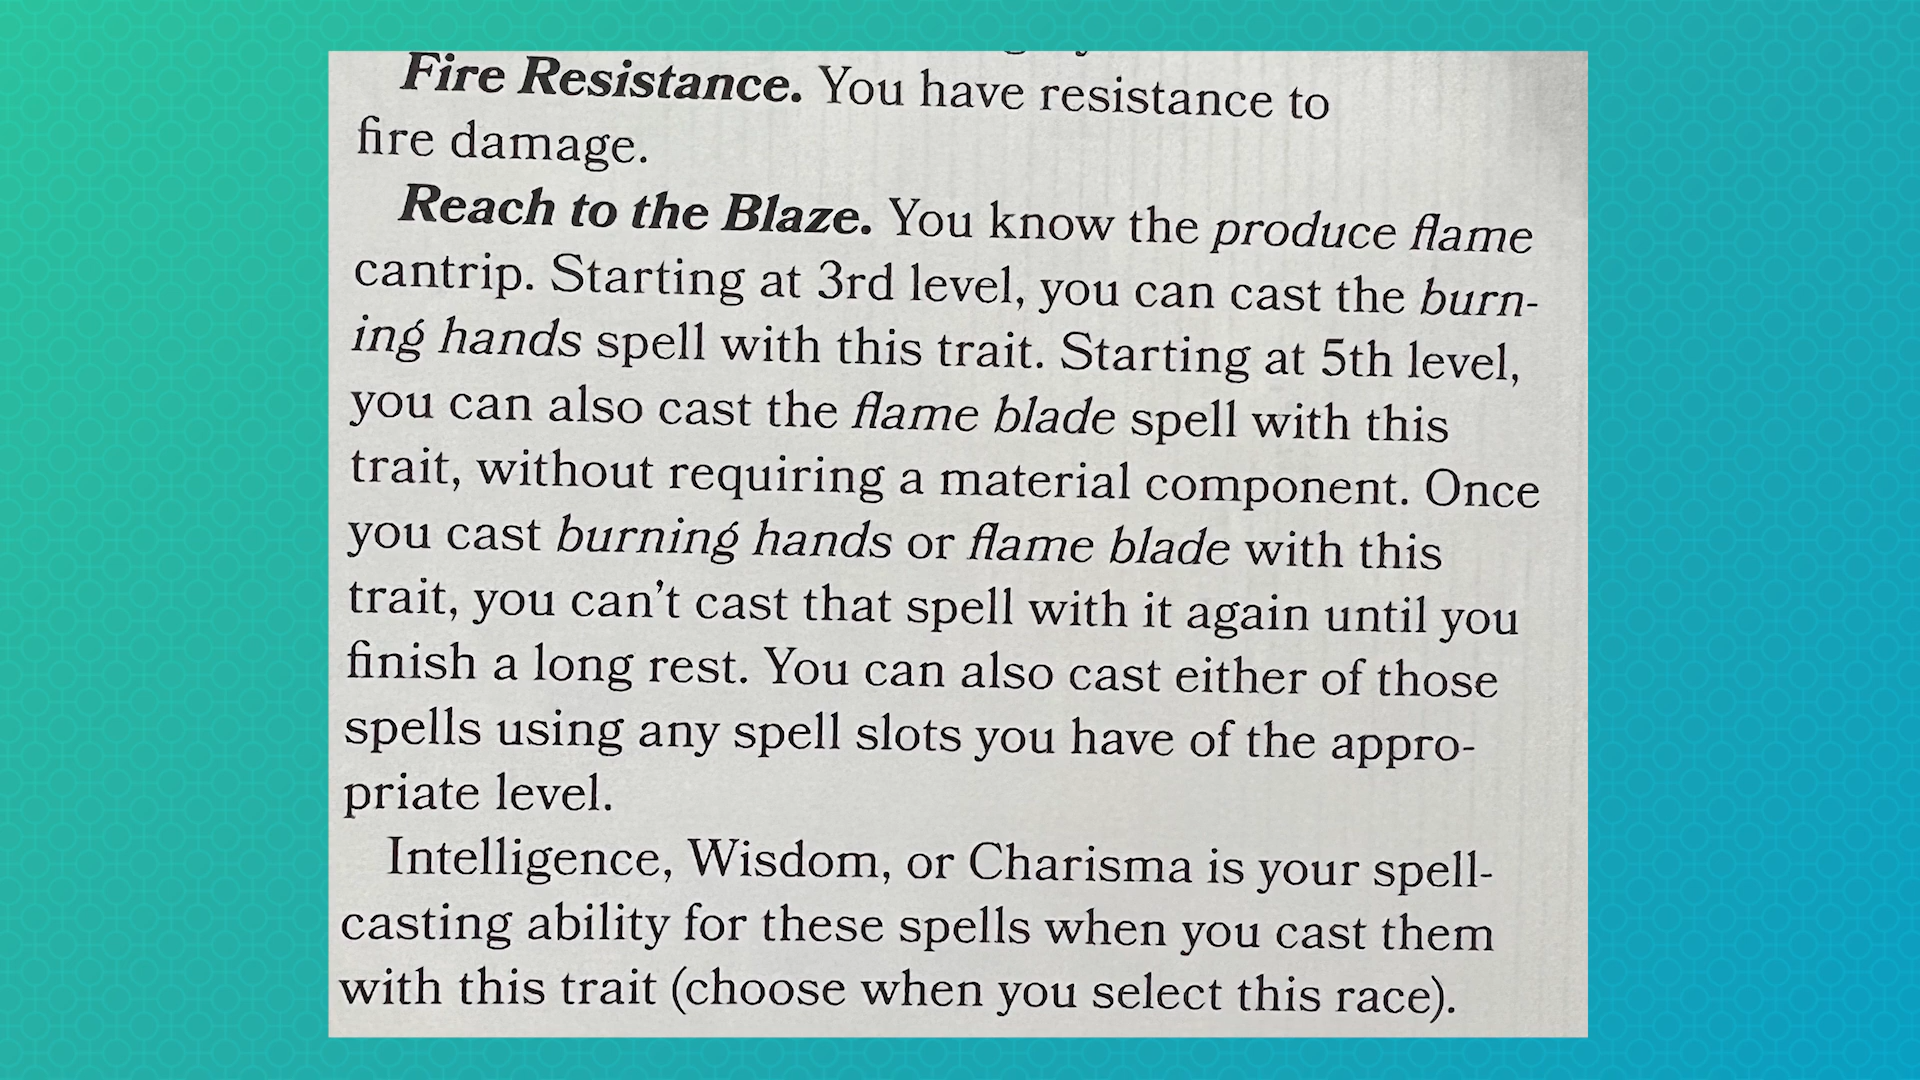 Fire Resistance. You have resistance to
fire damage.
Reach to the Blaze. You know the produce flame
cantrip. Starting at 3rd level, you can cast the burn-
ing hands spell with this trait. Starting at 5th level,
you can also cast the flame blade spell with this
trait, without requiring a material component. Once
you cast burning hands or flame blade with this
trait, you can’t cast that spell with it again until you
finish a long rest. You can also cast either of those
spells using any spell slots you have of the appro-
priate level.
Intelligence, Wisdom, or Charisma is your spell-
casting ability for these spells when you cast them
with this trait (choose when you select this race).